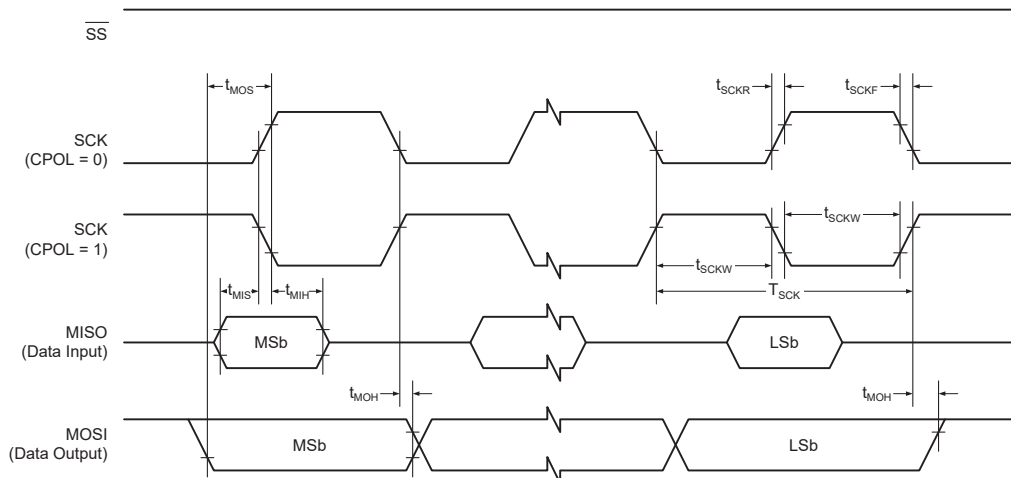 SS
tMOS
tSCKR
tSCKF
SCK
(CPOL = 0)
SCK
(CPOL = 1)
tSCKW
tSCKW
TSCK
tMIS
tMIH
MISO
(Data Input)
MSb
LSb
tMOH
tMOH
MOSI
(Data Output)
MSb
LSb